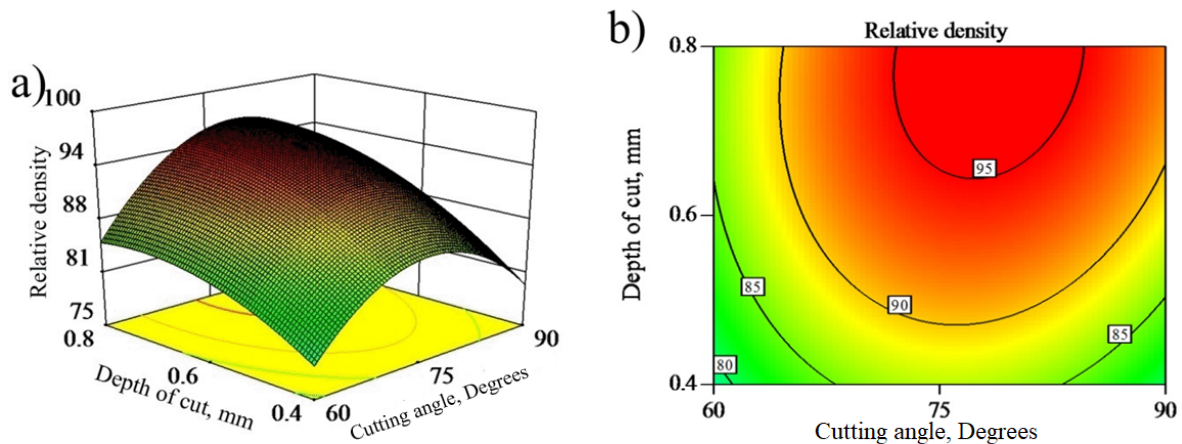 a)
100
94
88
81
75
Relative density
0.8
0.6
0.4
Depth of cut, mm
60
75
90
Cutting angle, Degrees
b)
Relative density
0.8
0.6
0.4
Depth of cut, mm
95
90
85
85
80
60
75
90
Cutting angle, Degrees